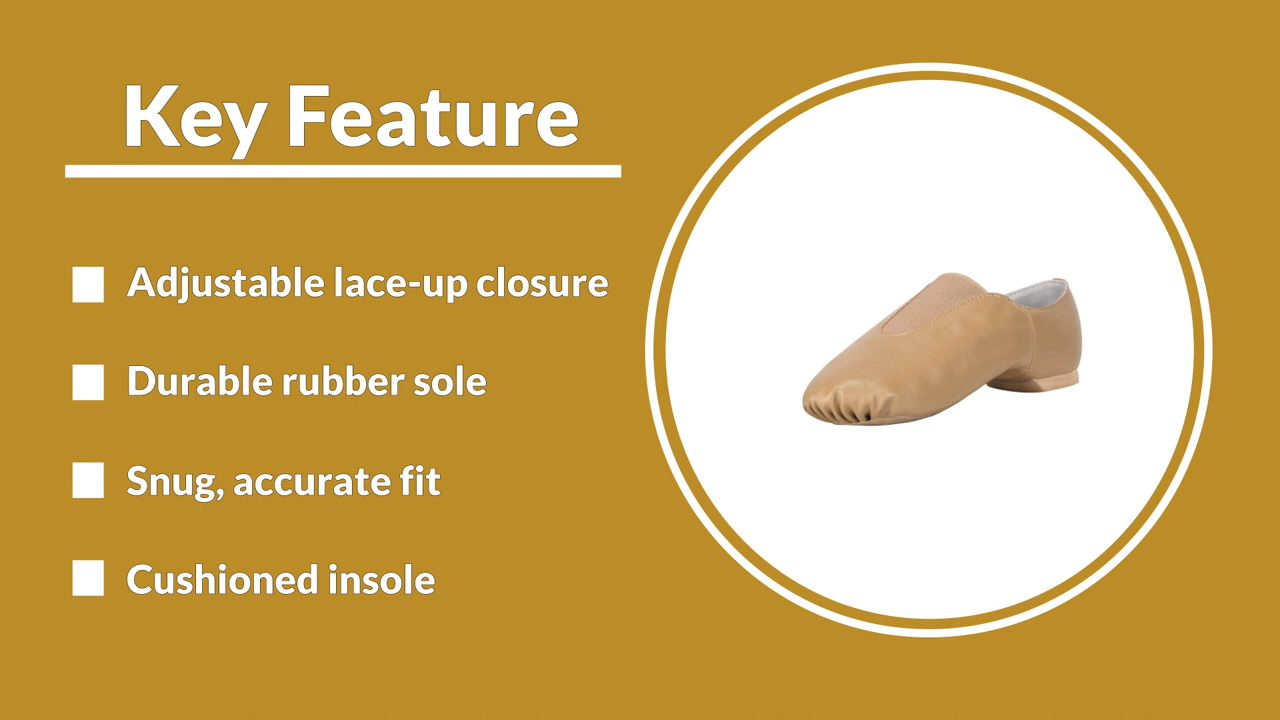 Key Feature
Adjustable lace-up closure
Durable rubber sole
Snug, accurate fit
Cushioned insole